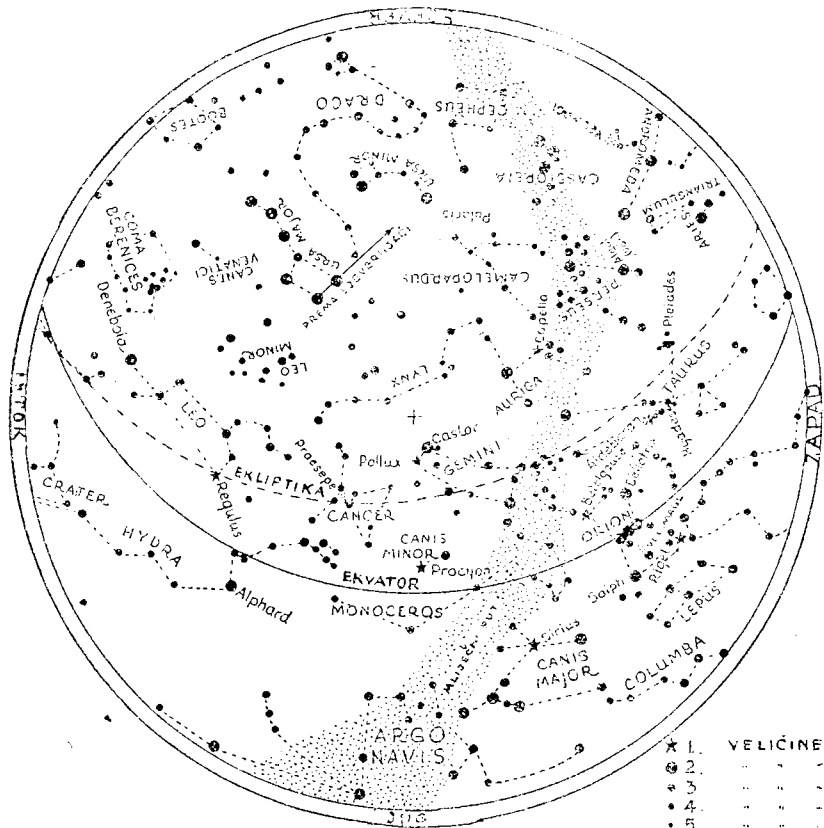 SJEVER
BOOTES
DRACO
CEPHEUS
ANDROMEDA
CASSIOPEIA
URSA MINOR
TRIANGULUM
ARIES
COMA
BERENICES
MAJOR
URSA
CANES
VENATICI
Polaris
CAMELOPARDUS
PERSEUS
Denebola
PREMA SJEVERNJAČI
Capella
Pleiades
LEO
MINOR
LYNX
AURIGA
TAURUS
ISTOK
ZAPAD
LEO
Castor
Pollux
GEMINI
Praesepe
EKLIPTIKA
Regulus
CANCER
CRATER
HYDRA
ORION
CANIS
MINOR
Procyon
EKVATOR
Rigel
Saiph
LEPUS
Alphard
MONOCEROS
MLIJEČNI PUT
Sirius
CANIS
MAJOR
COLUMBA
ARGO
NAVIS
JUG
1. VELIČINE
2. " " "
3 " " "
4 " " "
5 " " "